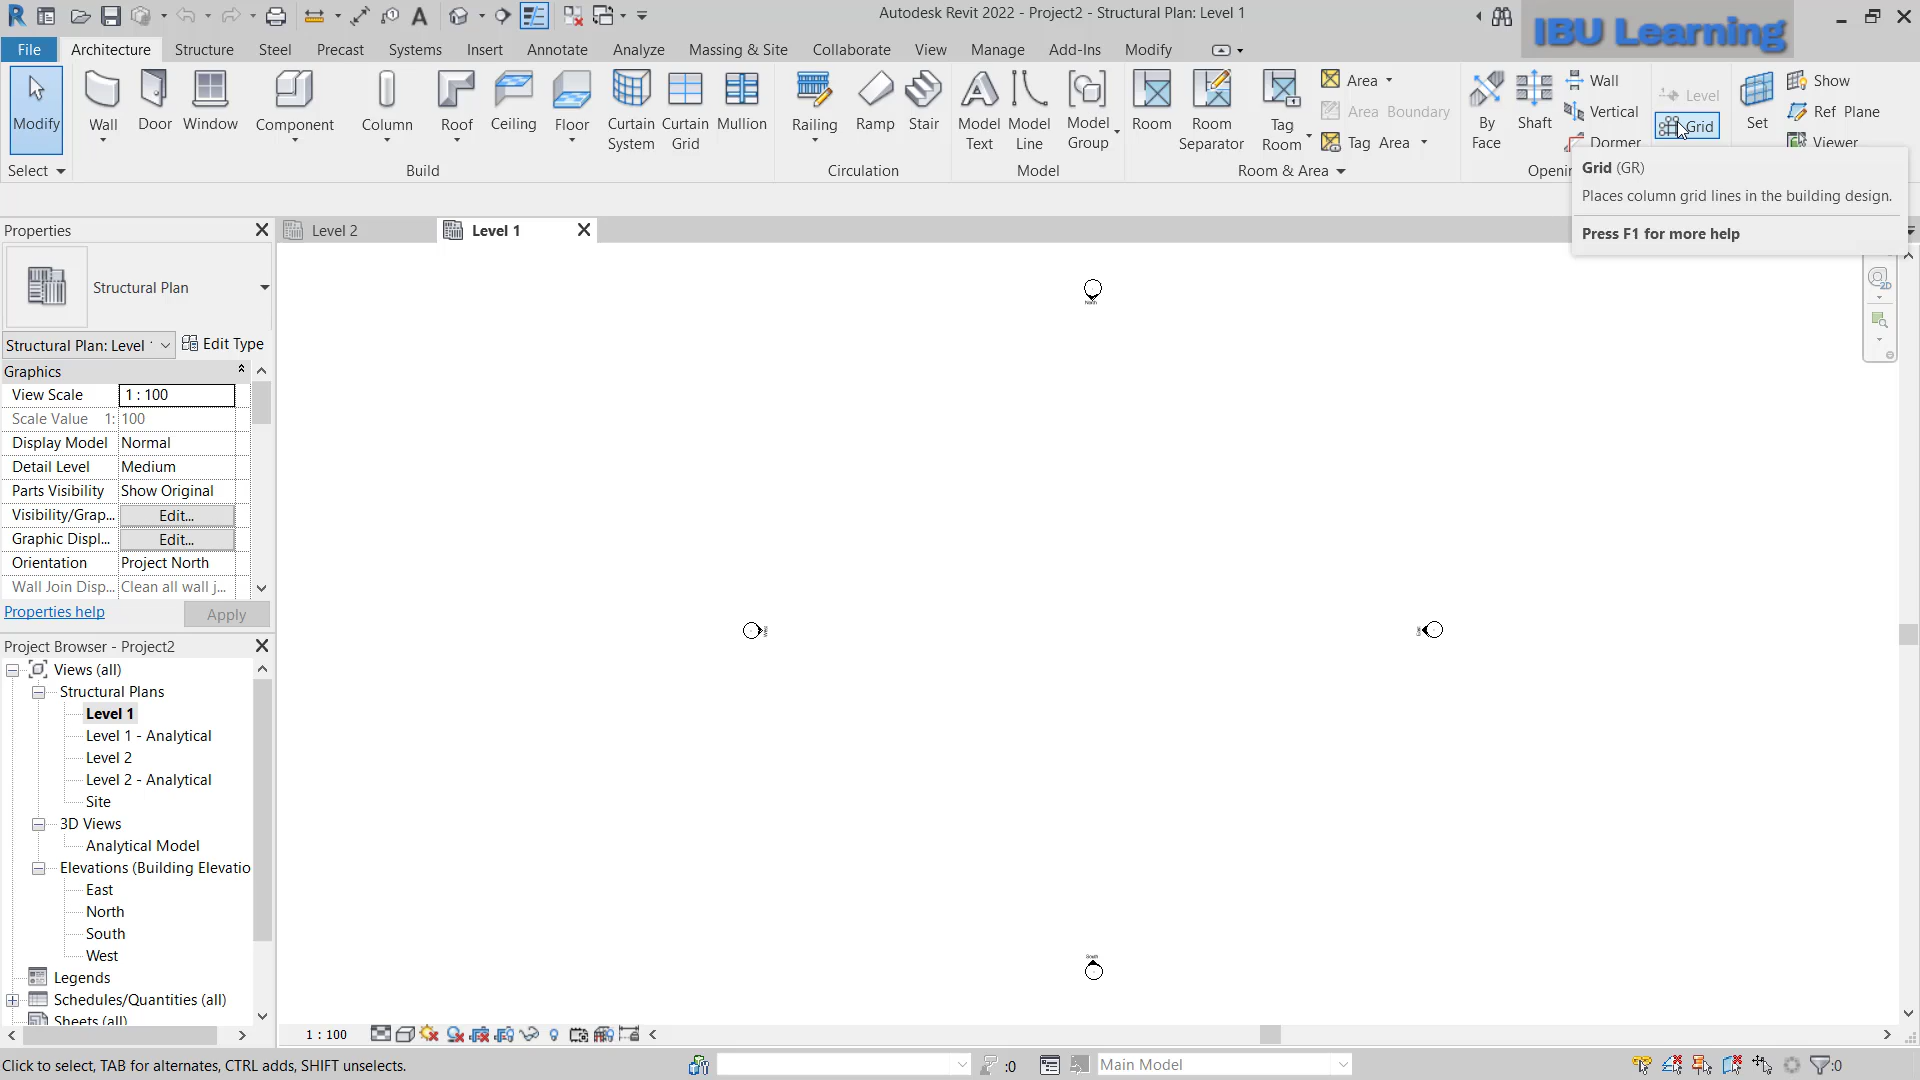 Autodesk Revit 2022 - Project2 - Structural Plan: Level 1
IBU Learning
File Architecture Structure Steel Precast Systems Insert Annotate Analyze Massing & Site Collaborate View Manage Add-Ins Modify
Modify
Wall
Door
Window
Component
Column
Roof
Ceiling
Floor
Curtain System
Curtain Grid
Mullion
Railing
Ramp
Stair
Model Text
Model Line
Model Group
Room
Room Separator
Tag Room
Area
Area Boundary
Tag Area
By Face
Shaft
Wall
Vertical
Dormer
Level
Grid
Set
Show
Ref Plane
Viewer
Select
Build
Circulation
Model
Room & Area
Openin
Grid (GR)
Places column grid lines in the building design.
Press F1 for more help
Properties
Level 2
Level 1
Structural Plan
Structural Plan: Level
Edit Type
Graphics
View Scale 1 : 100
Scale Value 1: 100
Display Model Normal
Detail Level Medium
Parts Visibility Show Original
Visibility/Grap... Edit...
Graphic Displ... Edit...
Orientation Project North
Wall Join Disp... Clean all wall j...
Properties help
Apply
Project Browser - Project2
Views (all)
Structural Plans
Level 1
Level 1 - Analytical
Level 2
Level 2 - Analytical
Site
3D Views
Analytical Model
Elevations (Building Elevatio
East
North
South
West
Legends
Schedules/Quantities (all)
Sheets (all)
North
South
2D
1 : 100
Click to select, TAB for alternates, CTRL adds, SHIFT unselects.
:0
Main Model
:0